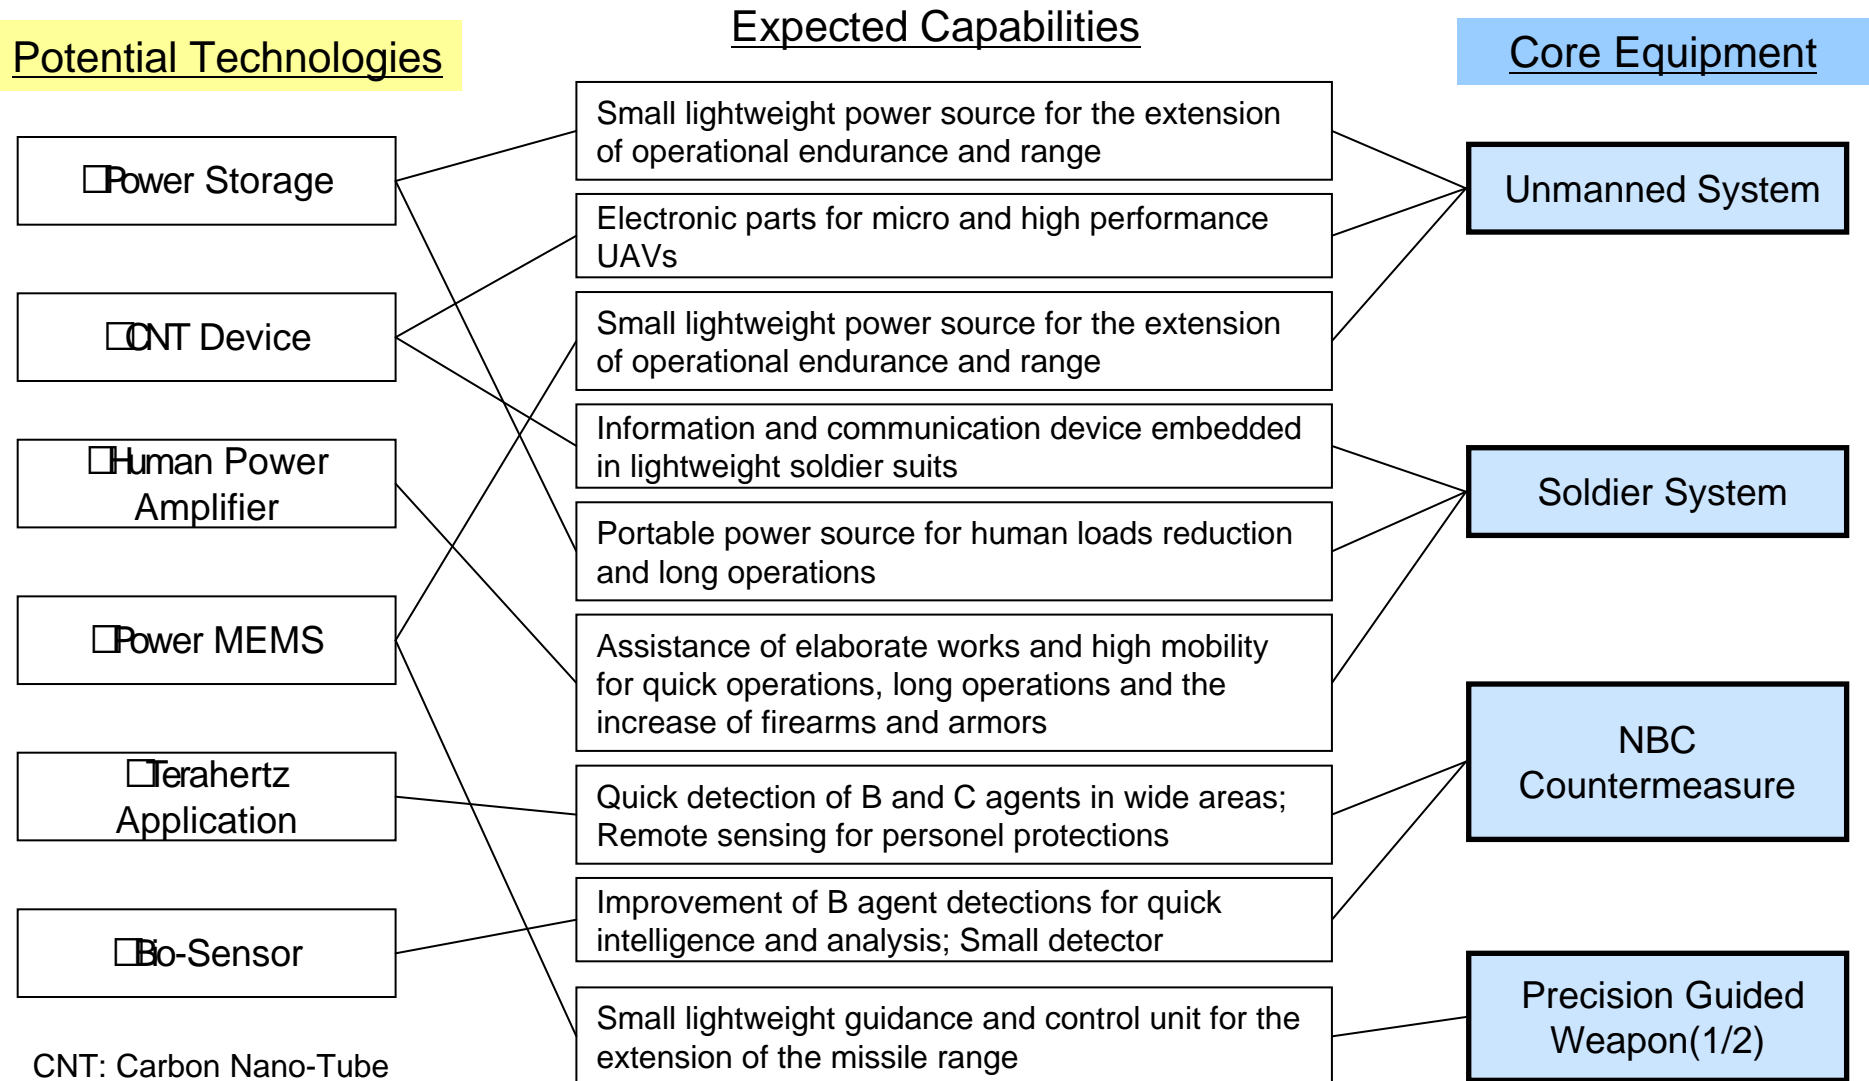 Potential Technologies
Expected Capabilities
Core Equipment
□Power Storage
□CNT Device
□Human Power
Amplifier
□Power MEMS
□Terahertz
Application
□Bio-Sensor
CNT: Carbon Nano-Tube
Small lightweight power source for the extension
of operational endurance and range
Electronic parts for micro and high performance
UAVs
Small lightweight power source for the extension
of operational endurance and range
Information and communication device embedded
in lightweight soldier suits
Portable power source for human loads reduction
and long operations
Assistance of elaborate works and high mobility
for quick operations, long operations and the
increase of firearms and armors
Quick detection of B and C agents in wide areas;
Remote sensing for personel protections
Improvement of B agent detections for quick
intelligence and analysis; Small detector
Small lightweight guidance and control unit for the
extension of the missile range
Unmanned System
Soldier System
NBC
Countermeasure
Precision Guided
Weapon(1/2)